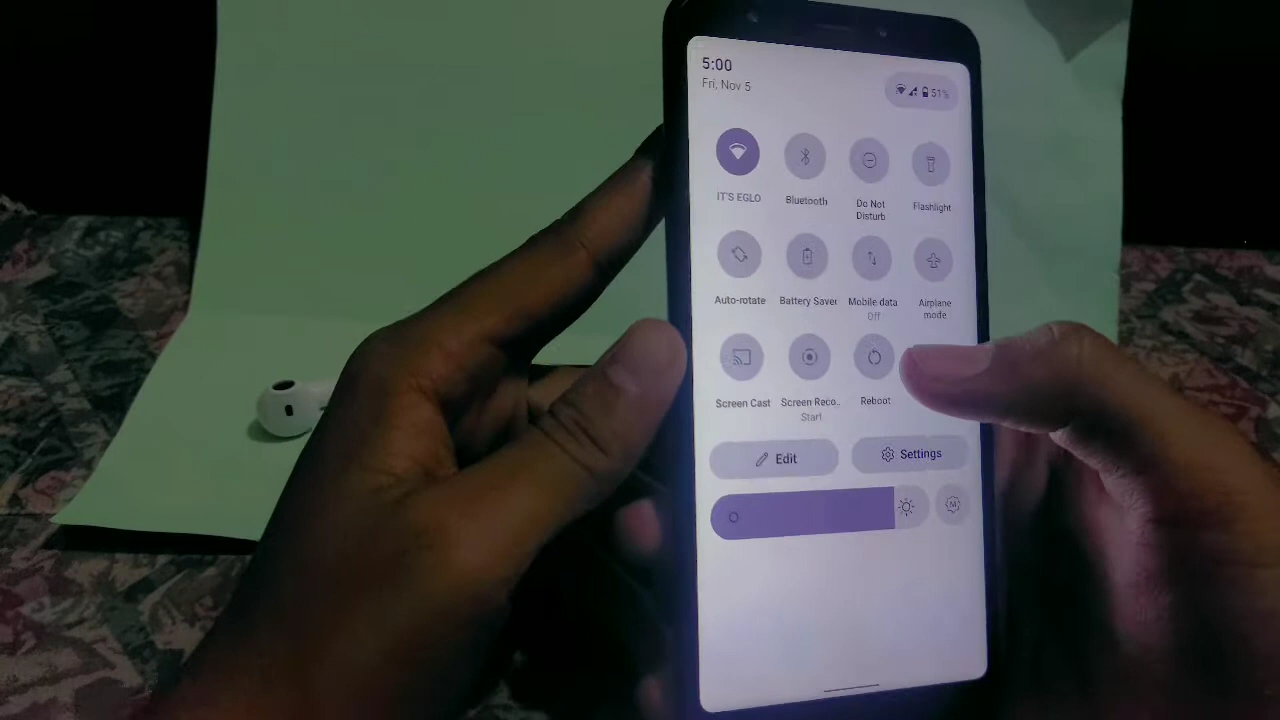 5:00
Fri, Nov 5
51%
IT'S EGLO
Bluetooth
Do Not
Disturb
Flashlight
Auto-rotate
Battery Saver
Mobile data
Off
Airplane
mode
Screen Cast
Screen Reco..
Start
Reboot
Edit
Settings
M